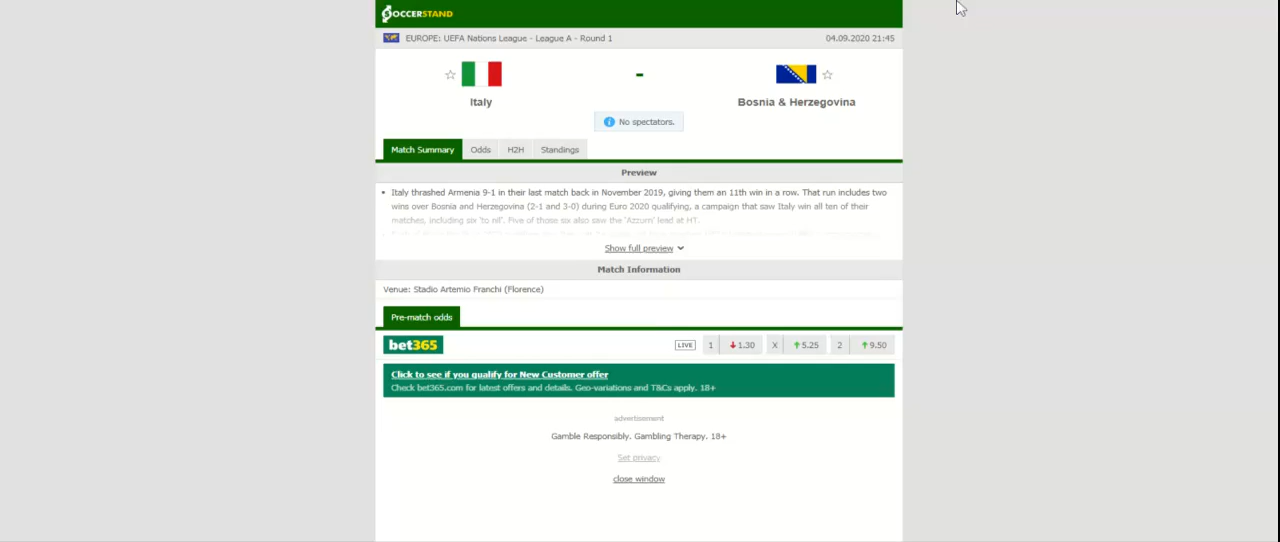 SOCCERSTAND
EUROPE: UEFA Nations League - League A - Round 1 04.09.2020 21:45
-
Italy Bosnia & Herzegovina
i No spectators.
Match Summary Odds H2H Standings
Preview
Italy thrashed Armenia 9-1 in their last match back in November 2019, giving them an 11th win in a row. That run includes two
wins over Bosnia and Herzegovina (2-1 and 3-0) during Euro 2020 qualifying, a campaign that saw Italy win all ten of their
matches, including six 'to nil'. Five of those six also saw the 'Azzurri' lead at HT.
Show full preview
Match Information
Venue: Stadio Artemio Franchi (Florence)
Pre-match odds
bet365 LIVE 1 1.30 X 5.25 2 9.50
Click to see if you qualify for New Customer offer
Check bet365.com for latest offers and details. Geo-variations and T&Cs apply. 18+
advertisement
Gamble Responsibly. Gambling Therapy. 18+
Set privacy
close window